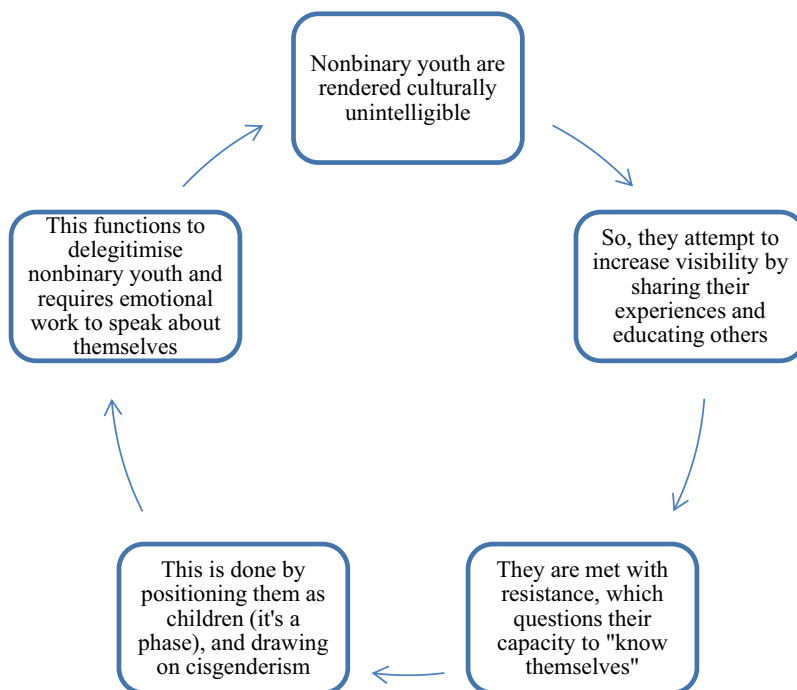 Nonbinary youth are
rendered culturally
unintelligible
So, they attempt to
increase visibility by
sharing their
experiences and
educating others
They are met with
resistance, which
questions their
capacity to "know
themselves"
This is done by
positioning them as
children (it's a
phase), and drawing
on cisgenderism
This functions to
delegitimise
nonbinary youth and
requires emotional
work to speak about
themselves